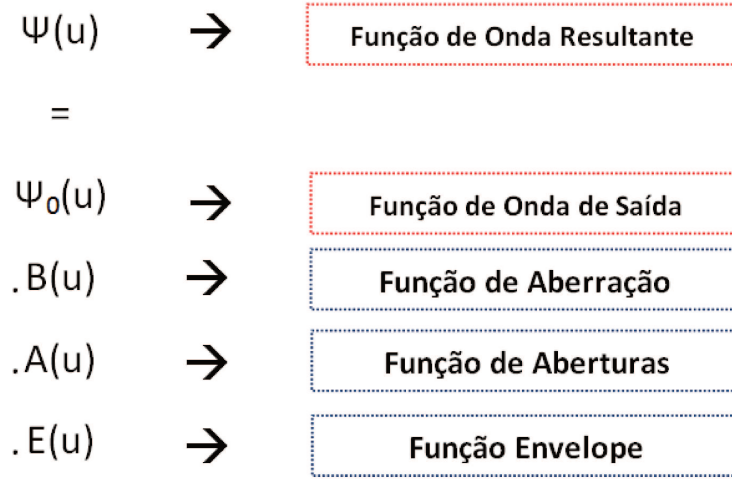 Ψ(u) → Função de Onda Resultante
=
Ψ₀(u) → Função de Onda de Saída
.B(u) → Função de Aberração
.A(u) → Função de Aberturas
.E(u) → Função Envelope